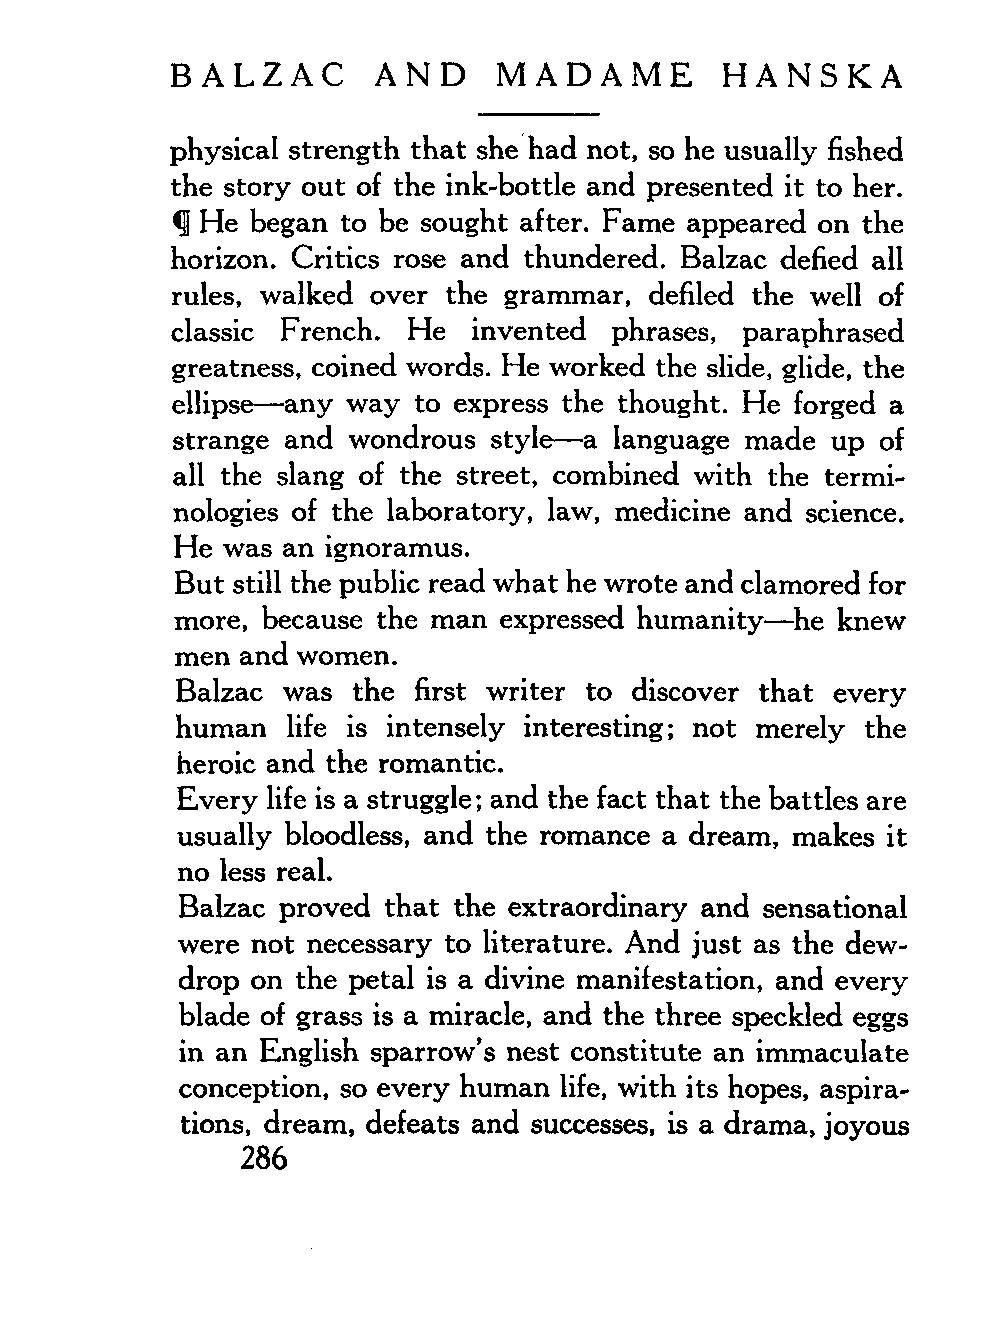 BALZAC AND MADAME HANSKA
physical strength that she had not, so he usually fished
the story out of the ink-bottle and presented it to her.
¶ He began to be sought after. Fame appeared on the
horizon. Critics rose and thundered. Balzac defied all
rules, walked over the grammar, defiled the well of
classic French. He invented phrases, paraphrased
greatness, coined words. He worked the slide, glide, the
ellipse—any way to express the thought. He forged a
strange and wondrous style—a language made up of
all the slang of the street, combined with the termi-
nologies of the laboratory, law, medicine and science.
He was an ignoramus.
But still the public read what he wrote and clamored for
more, because the man expressed humanity—he knew
men and women.
Balzac was the first writer to discover that every
human life is intensely interesting; not merely the
heroic and the romantic.
Every life is a struggle; and the fact that the battles are
usually bloodless, and the romance a dream, makes it
no less real.
Balzac proved that the extraordinary and sensational
were not necessary to literature. And just as the dew-
drop on the petal is a divine manifestation, and every
blade of grass is a miracle, and the three speckled eggs
in an English sparrow's nest constitute an immaculate
conception, so every human life, with its hopes, aspira-
tions, dream, defeats and successes, is a drama, joyous
286